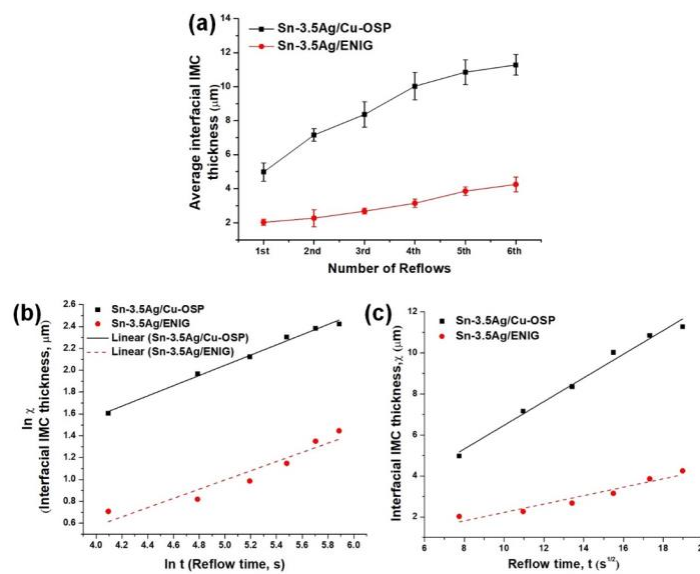 (a)
Sn-3.5Ag/Cu-OSP
Sn-3.5Ag/ENIG
Average interfacial IMC
thickness (μm)
14
12
10
8
6
4
2
1st 2nd 3rd 4th 5th 6th
Number of Reflows
(b)
Sn-3.5Ag/Cu-OSP
Sn-3.5Ag/ENIG
Linear (Sn-3.5Ag/Cu-OSP)
Linear (Sn-3.5Ag/ENIG)
ln χ
(Interfacial IMC thickness, μm)
2.6
2.4
2.2
2.0
1.8
1.6
1.4
1.2
1.0
0.8
0.6
4.0 4.2 4.4 4.6 4.8 5.0 5.2 5.4 5.6 5.8 6.0
ln t (Reflow time, s)
(c)
Sn-3.5Ag/Cu-OSP
Sn-3.5Ag/ENIG
Interfacial IMC thickness,χ (μm)
12
10
8
6
4
2
6 8 10 12 14 16 18
Reflow time, t (s1/2)